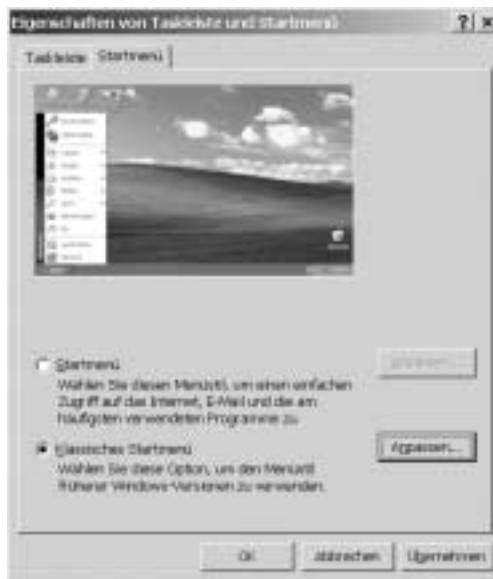 Eigenschaften von Taskleiste und Startmenü
Taskleiste Startmenü
Startmenü
Wählen Sie diesen Menüstil, um einen einfachen
Zugriff auf das Internet, E-Mail und die am
häufigsten verwendeten Programme zu
Klassisches Startmenü
Anpassen...
Wählen Sie diese Option, um den Menüstil
früherer Windows-Versionen zu verwenden.
OK Abbrechen Übernehmen